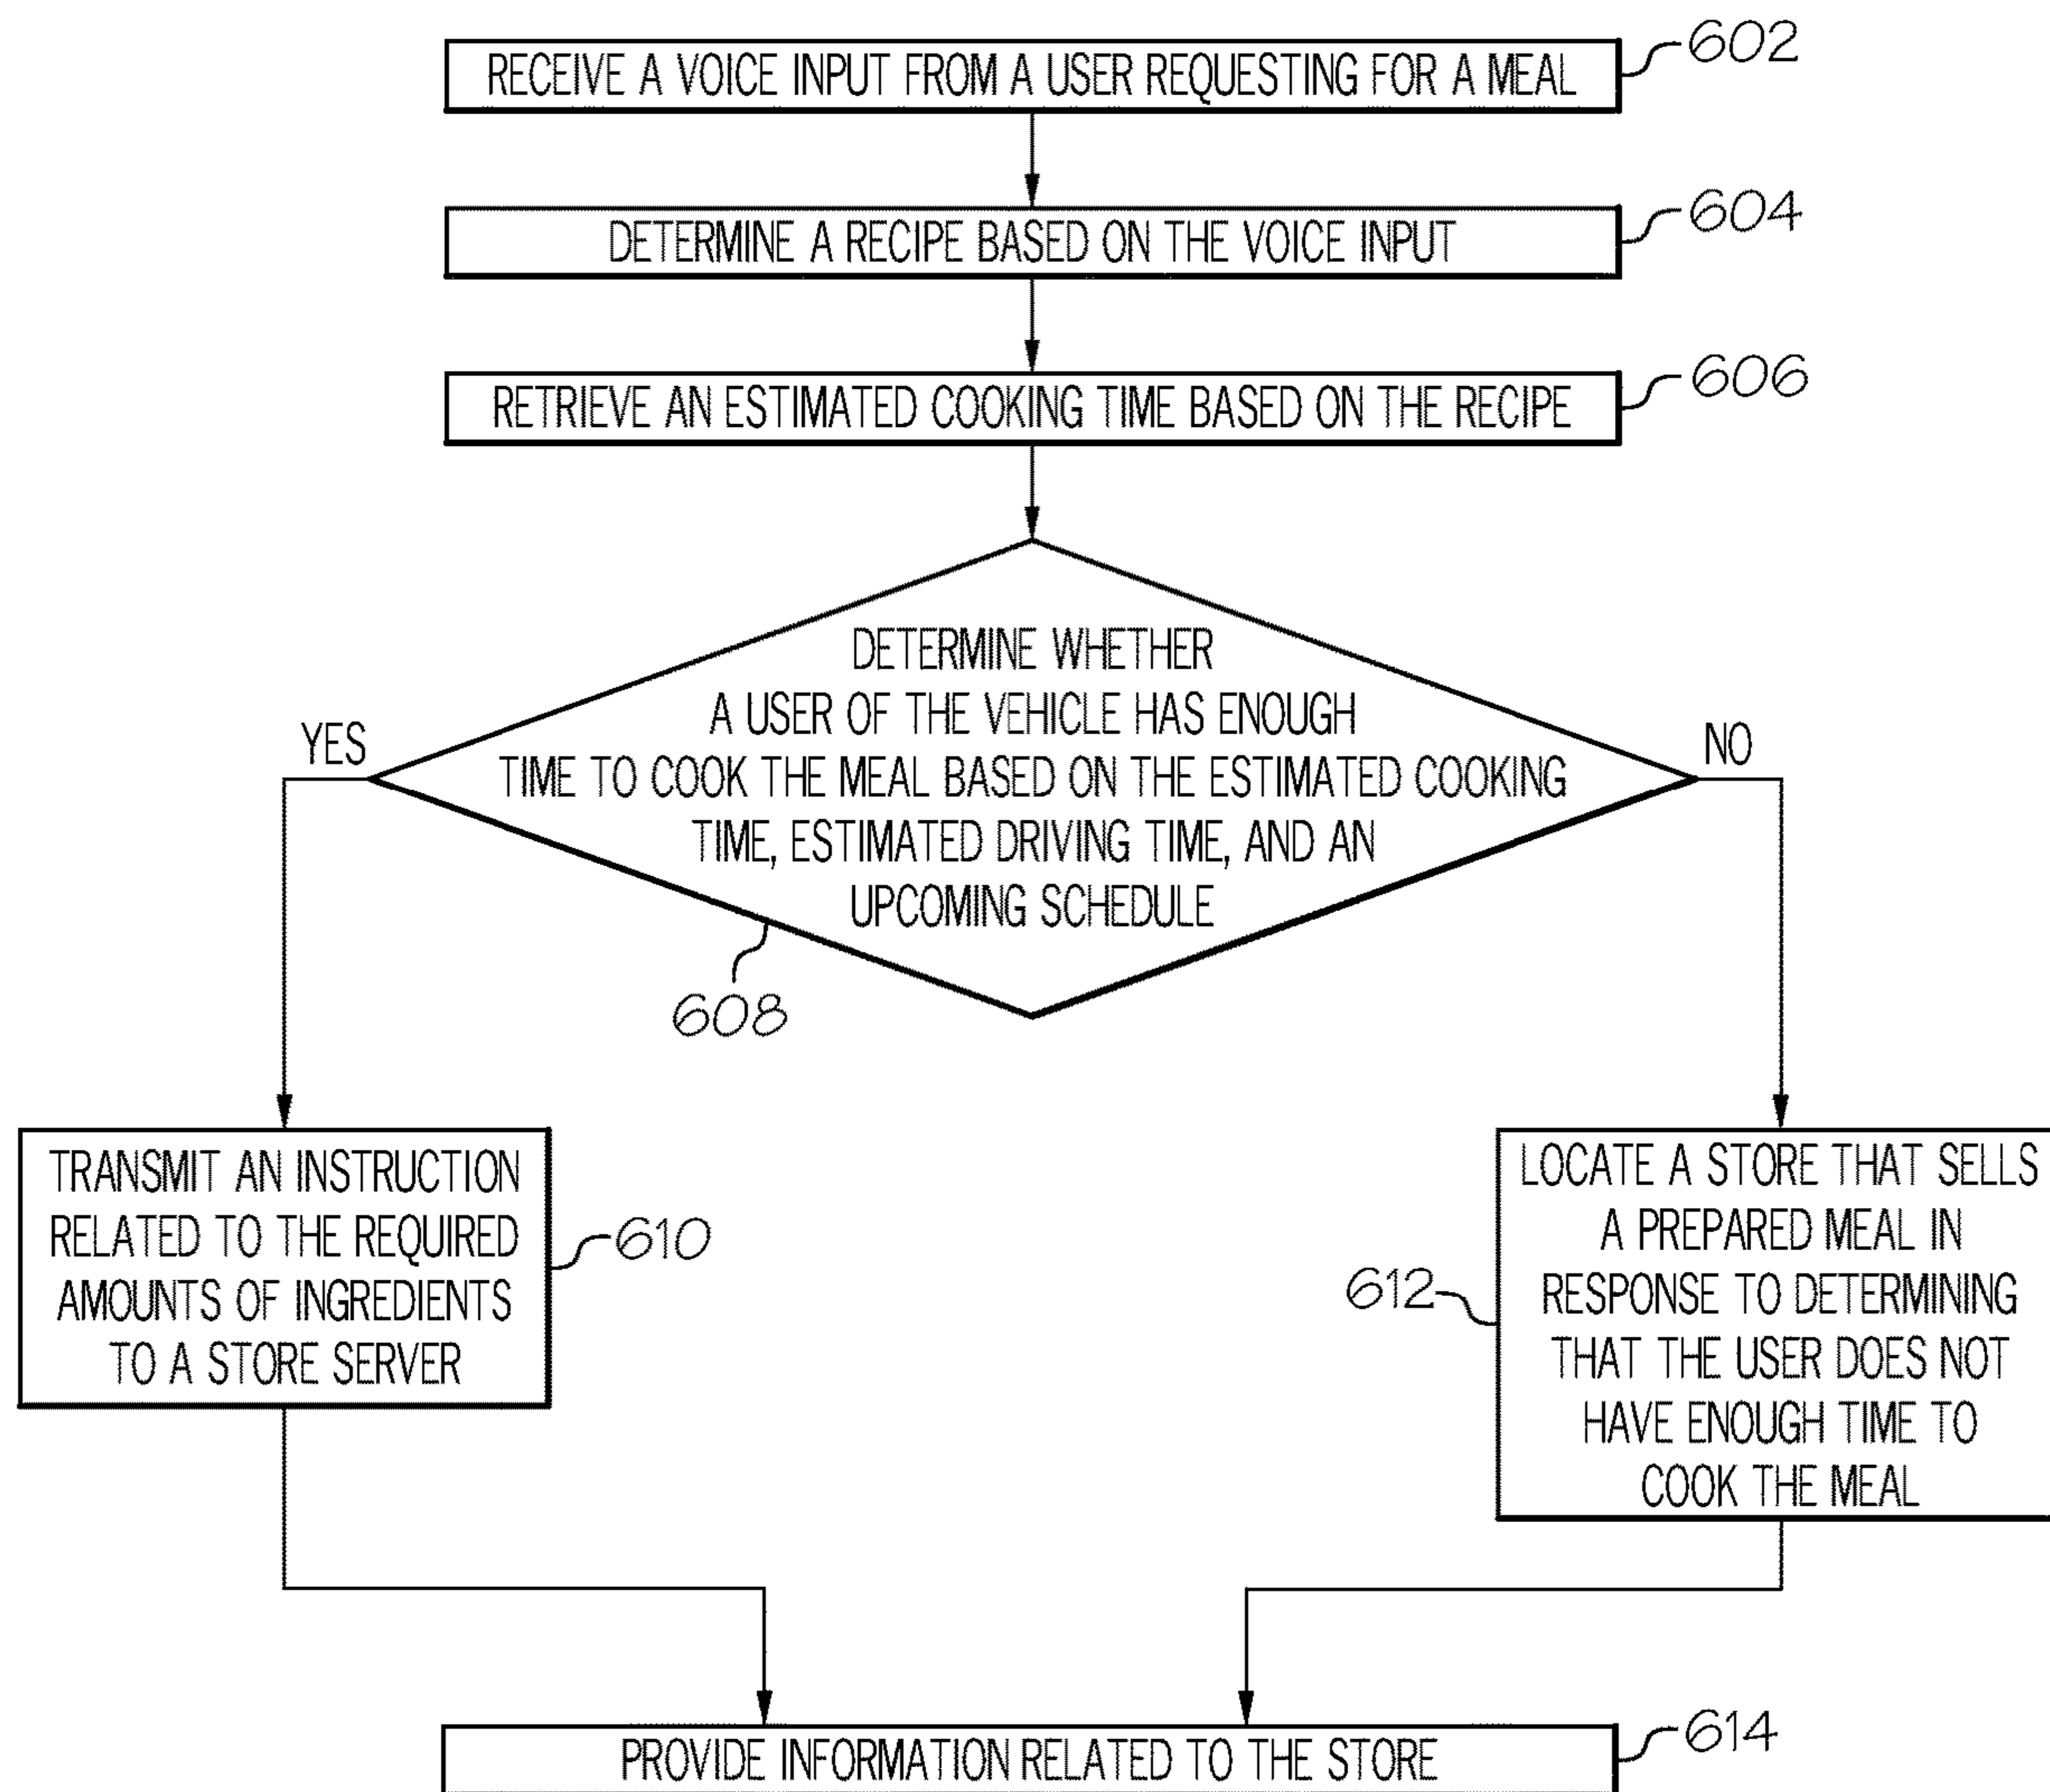 RECEIVE A VOICE INPUT FROM A USER REQUESTING FOR A MEAL
602
DETERMINE A RECIPE BASED ON THE VOICE INPUT
604
RETRIEVE AN ESTIMATED COOKING TIME BASED ON THE RECIPE
606
DETERMINE WHETHER
A USER OF THE VEHICLE HAS ENOUGH
TIME TO COOK THE MEAL BASED ON THE ESTIMATED COOKING
TIME, ESTIMATED DRIVING TIME, AND AN
UPCOMING SCHEDULE
YES
NO
608
TRANSMIT AN INSTRUCTION
RELATED TO THE REQUIRED
AMOUNTS OF INGREDIENTS
TO A STORE SERVER
610
LOCATE A STORE THAT SELLS
A PREPARED MEAL IN
RESPONSE TO DETERMINING
THAT THE USER DOES NOT
HAVE ENOUGH TIME TO
COOK THE MEAL
612
PROVIDE INFORMATION RELATED TO THE STORE
614